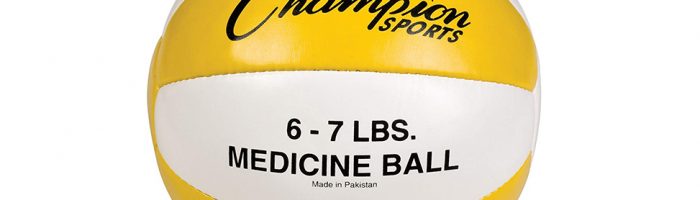 Champion
SPORTS
6 - 7 LBS.
MEDICINE BALL
Made in Pakistan